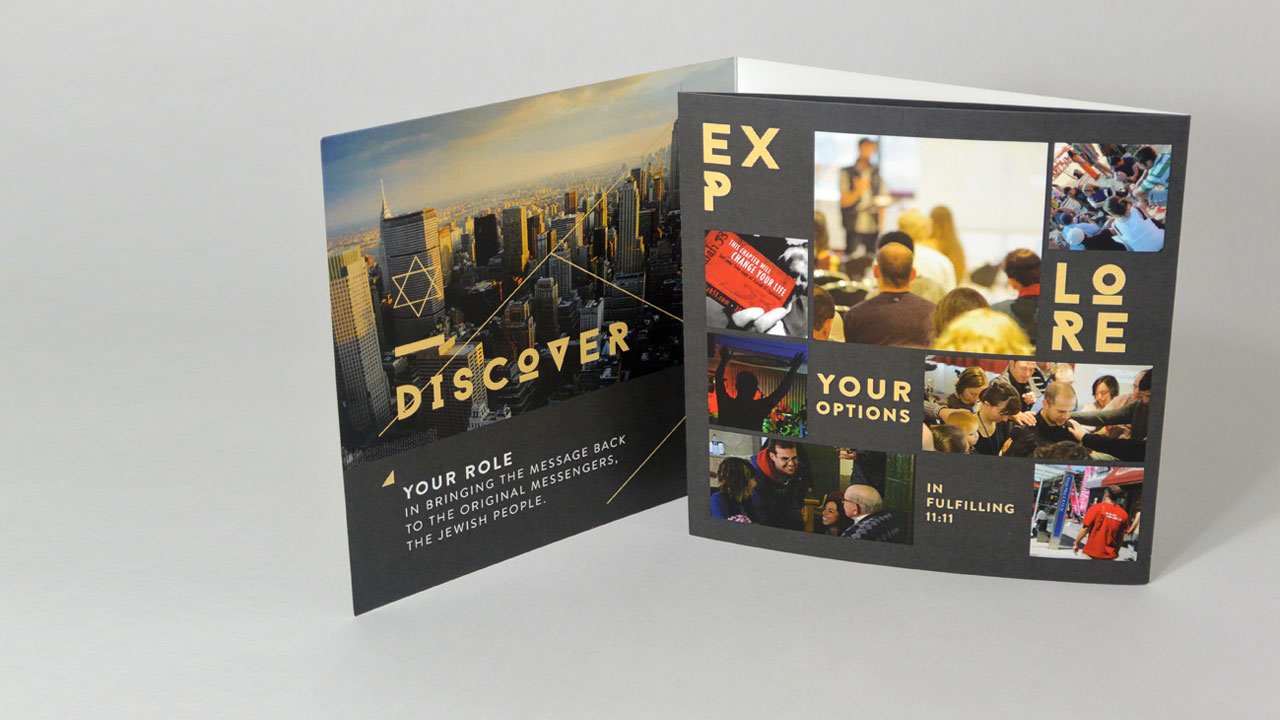 DISCOVER
YOUR ROLE
IN BRINGING THE MESSAGE BACK
TO THE ORIGINAL MESSENGERS,
THE JEWISH PEOPLE.
EX
P
LO
RE
THIS CHAPTER WILL
CHANGE YOUR LIFE
YOUR
OPTIONS
IN
FULFILLING
11:11